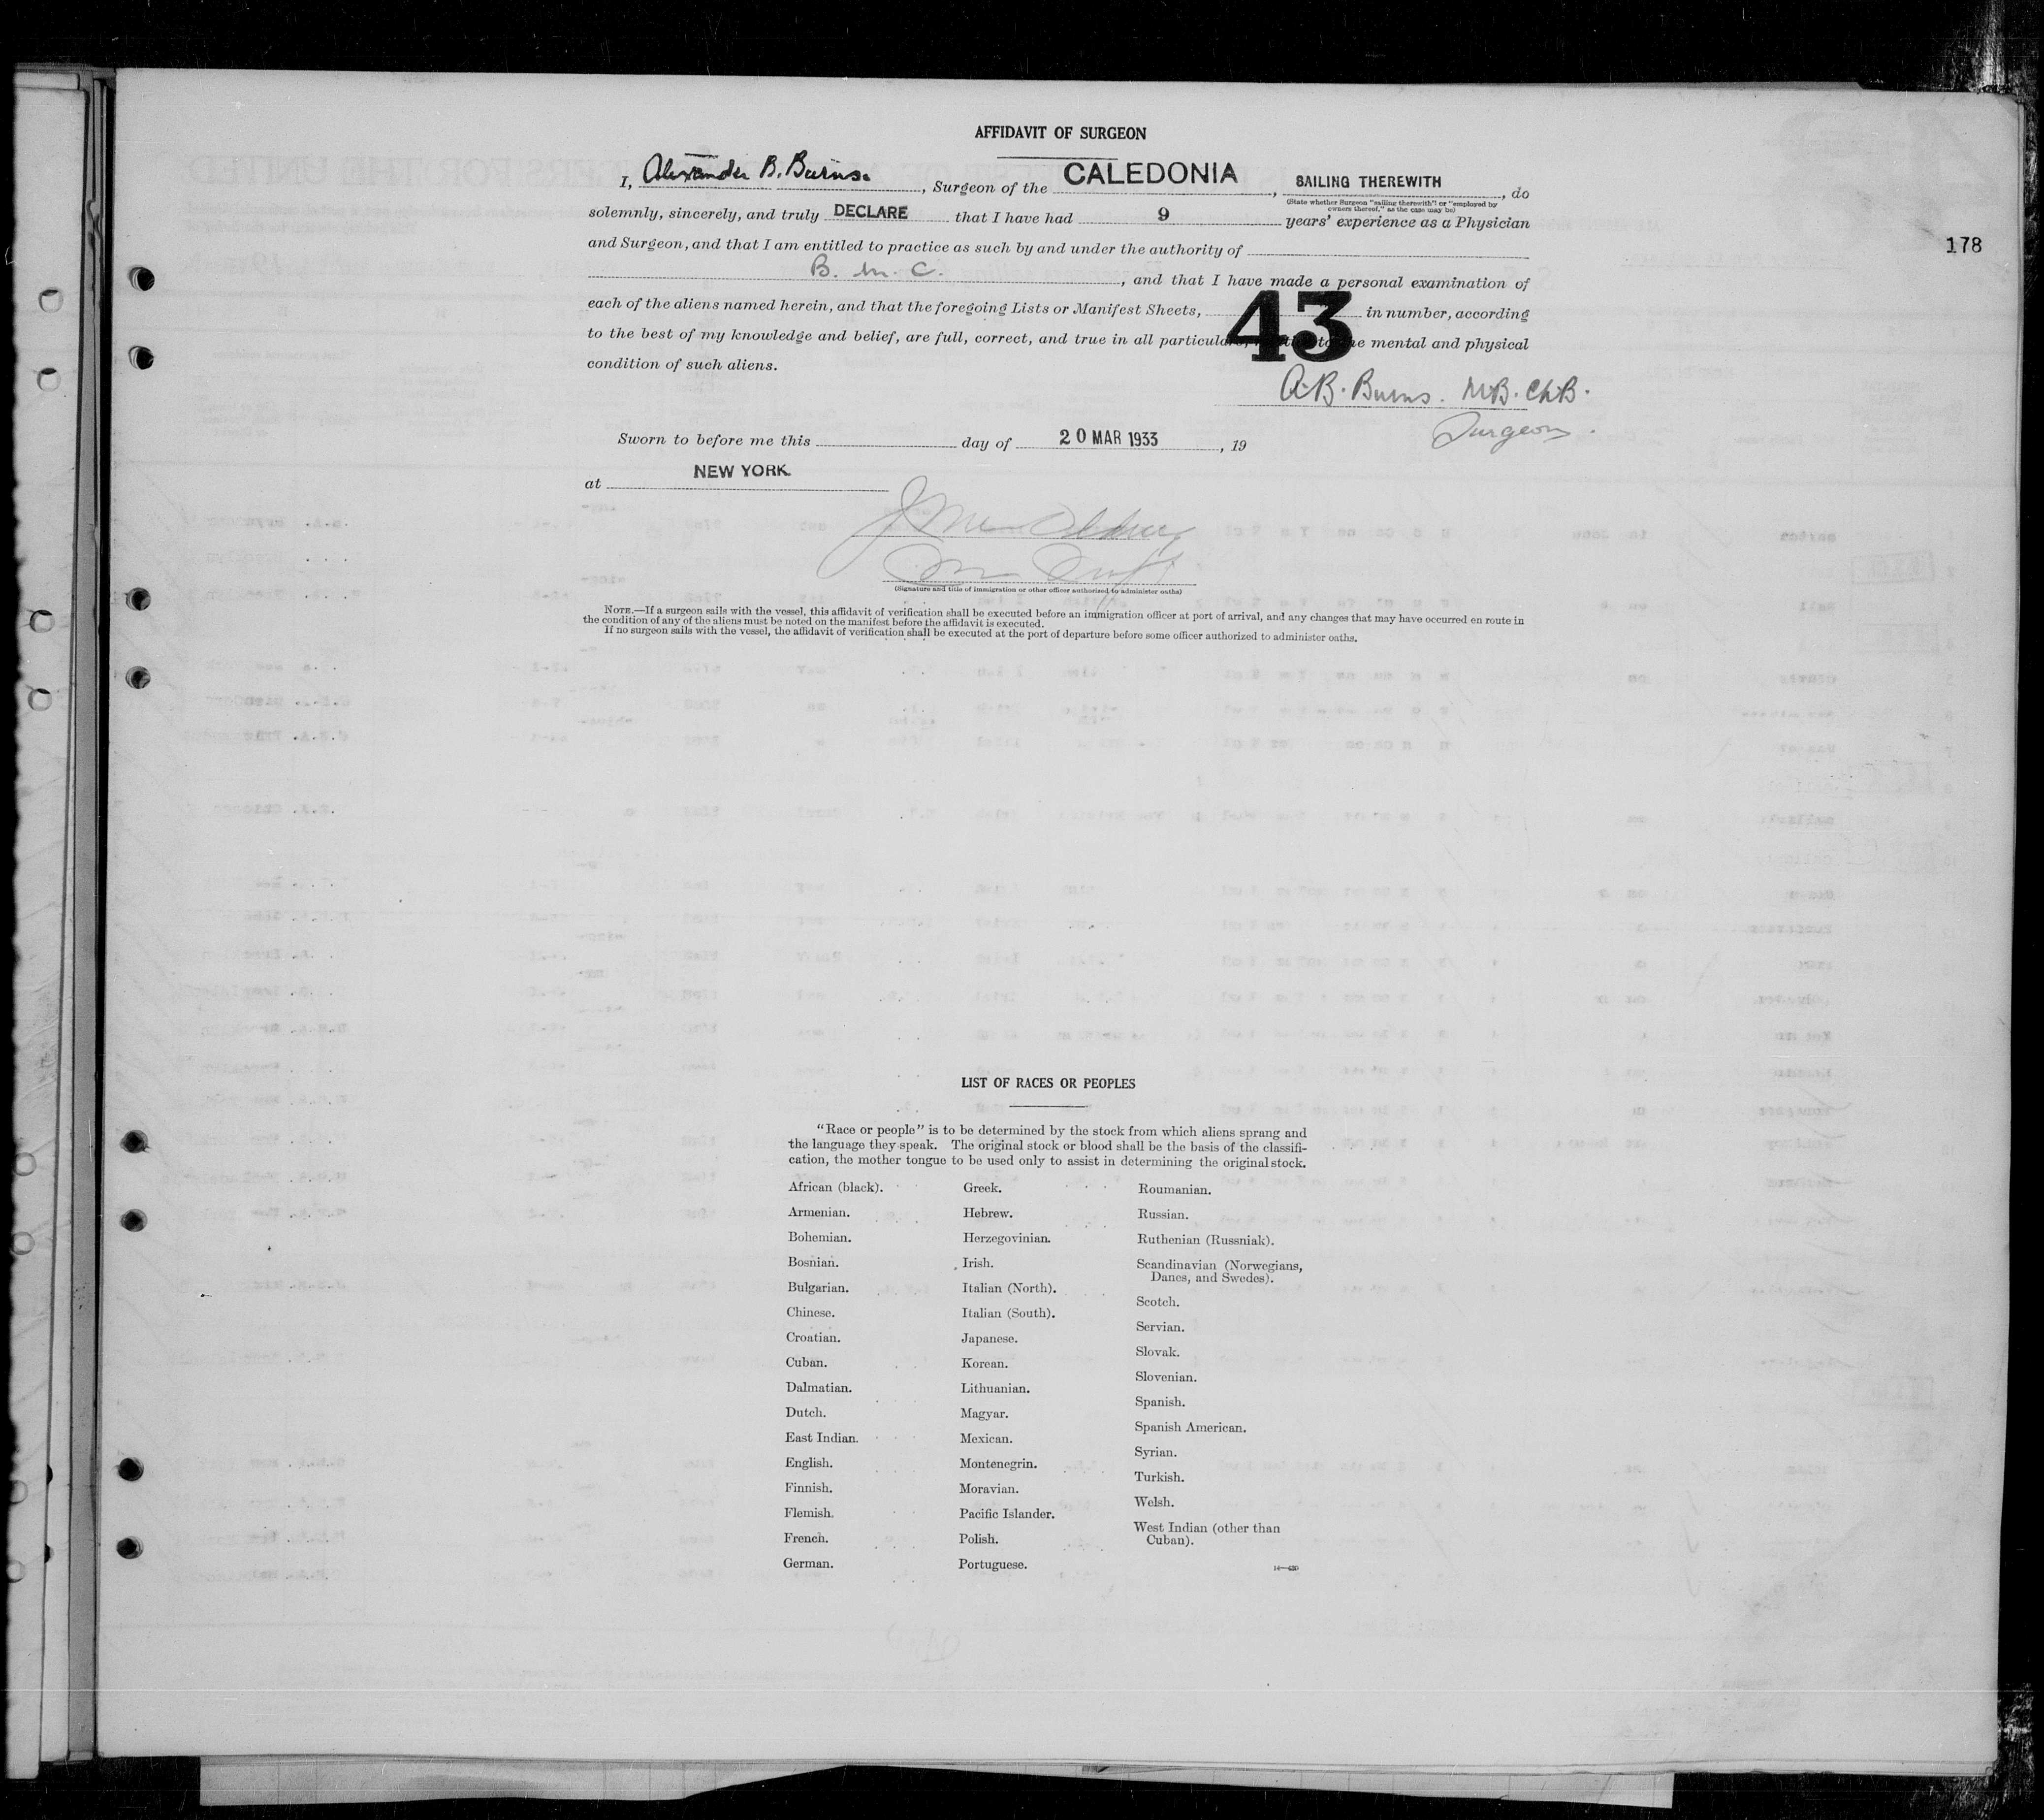 AFFIDAVIT OF SURGEON
I, Alexander B. Burns. , Surgeon of the CALEDONIA , SAILING THEREWITH , do
(State whether Surgeon "sailing therewith" or "employed by
owners thereof," as the case may be)
solemnly, sincerely, and truly DECLARE that I have had 9 years' experience as a Physician
and Surgeon, and that I am entitled to practice as such by and under the authority of
178
B. M. C. , and that I have made a personal examination of
each of the aliens named herein, and that the foregoing Lists or Manifest Sheets, 43 in number, according
to the best of my knowledge and belief, are full, correct, and true in all particulars, relative to the mental and physical
condition of such aliens.
A.B. Burns. M.B. Ch.B.
Surgeon.
Sworn to before me this day of 20 MAR 1933 , 19
at NEW YORK
(Signature and title of immigration or other officer authorized to administer oaths)
NOTE.—If a surgeon sails with the vessel, this affidavit of verification shall be executed before an immigration officer at port of arrival, and any changes that may have occurred en route in
the condition of any of the aliens must be noted on the manifest before the affidavit is executed.
If no surgeon sails with the vessel, the affidavit of verification shall be executed at the port of departure before some officer authorized to administer oaths.
LIST OF RACES OR PEOPLES
"Race or people" is to be determined by the stock from which aliens sprang and
the language they speak. The original stock or blood shall be the basis of the classifi-
cation, the mother tongue to be used only to assist in determining the original stock.
African (black).
Armenian.
Bohemian.
Bosnian.
Bulgarian.
Chinese.
Croatian.
Cuban.
Dalmatian.
Dutch.
East Indian.
English.
Finnish.
Flemish.
French.
German.
Greek.
Hebrew.
Herzegovinian.
Irish.
Italian (North).
Italian (South).
Japanese.
Korean.
Lithuanian.
Magyar.
Mexican.
Montenegrin.
Moravian.
Pacific Islander.
Polish.
Portuguese.
Roumanian.
Russian.
Ruthenian (Russniak).
Scandinavian (Norwegians,
Danes, and Swedes).
Scotch.
Servian.
Slovak.
Slovenian.
Spanish.
Spanish American.
Syrian.
Turkish.
Welsh.
West Indian (other than
Cuban).